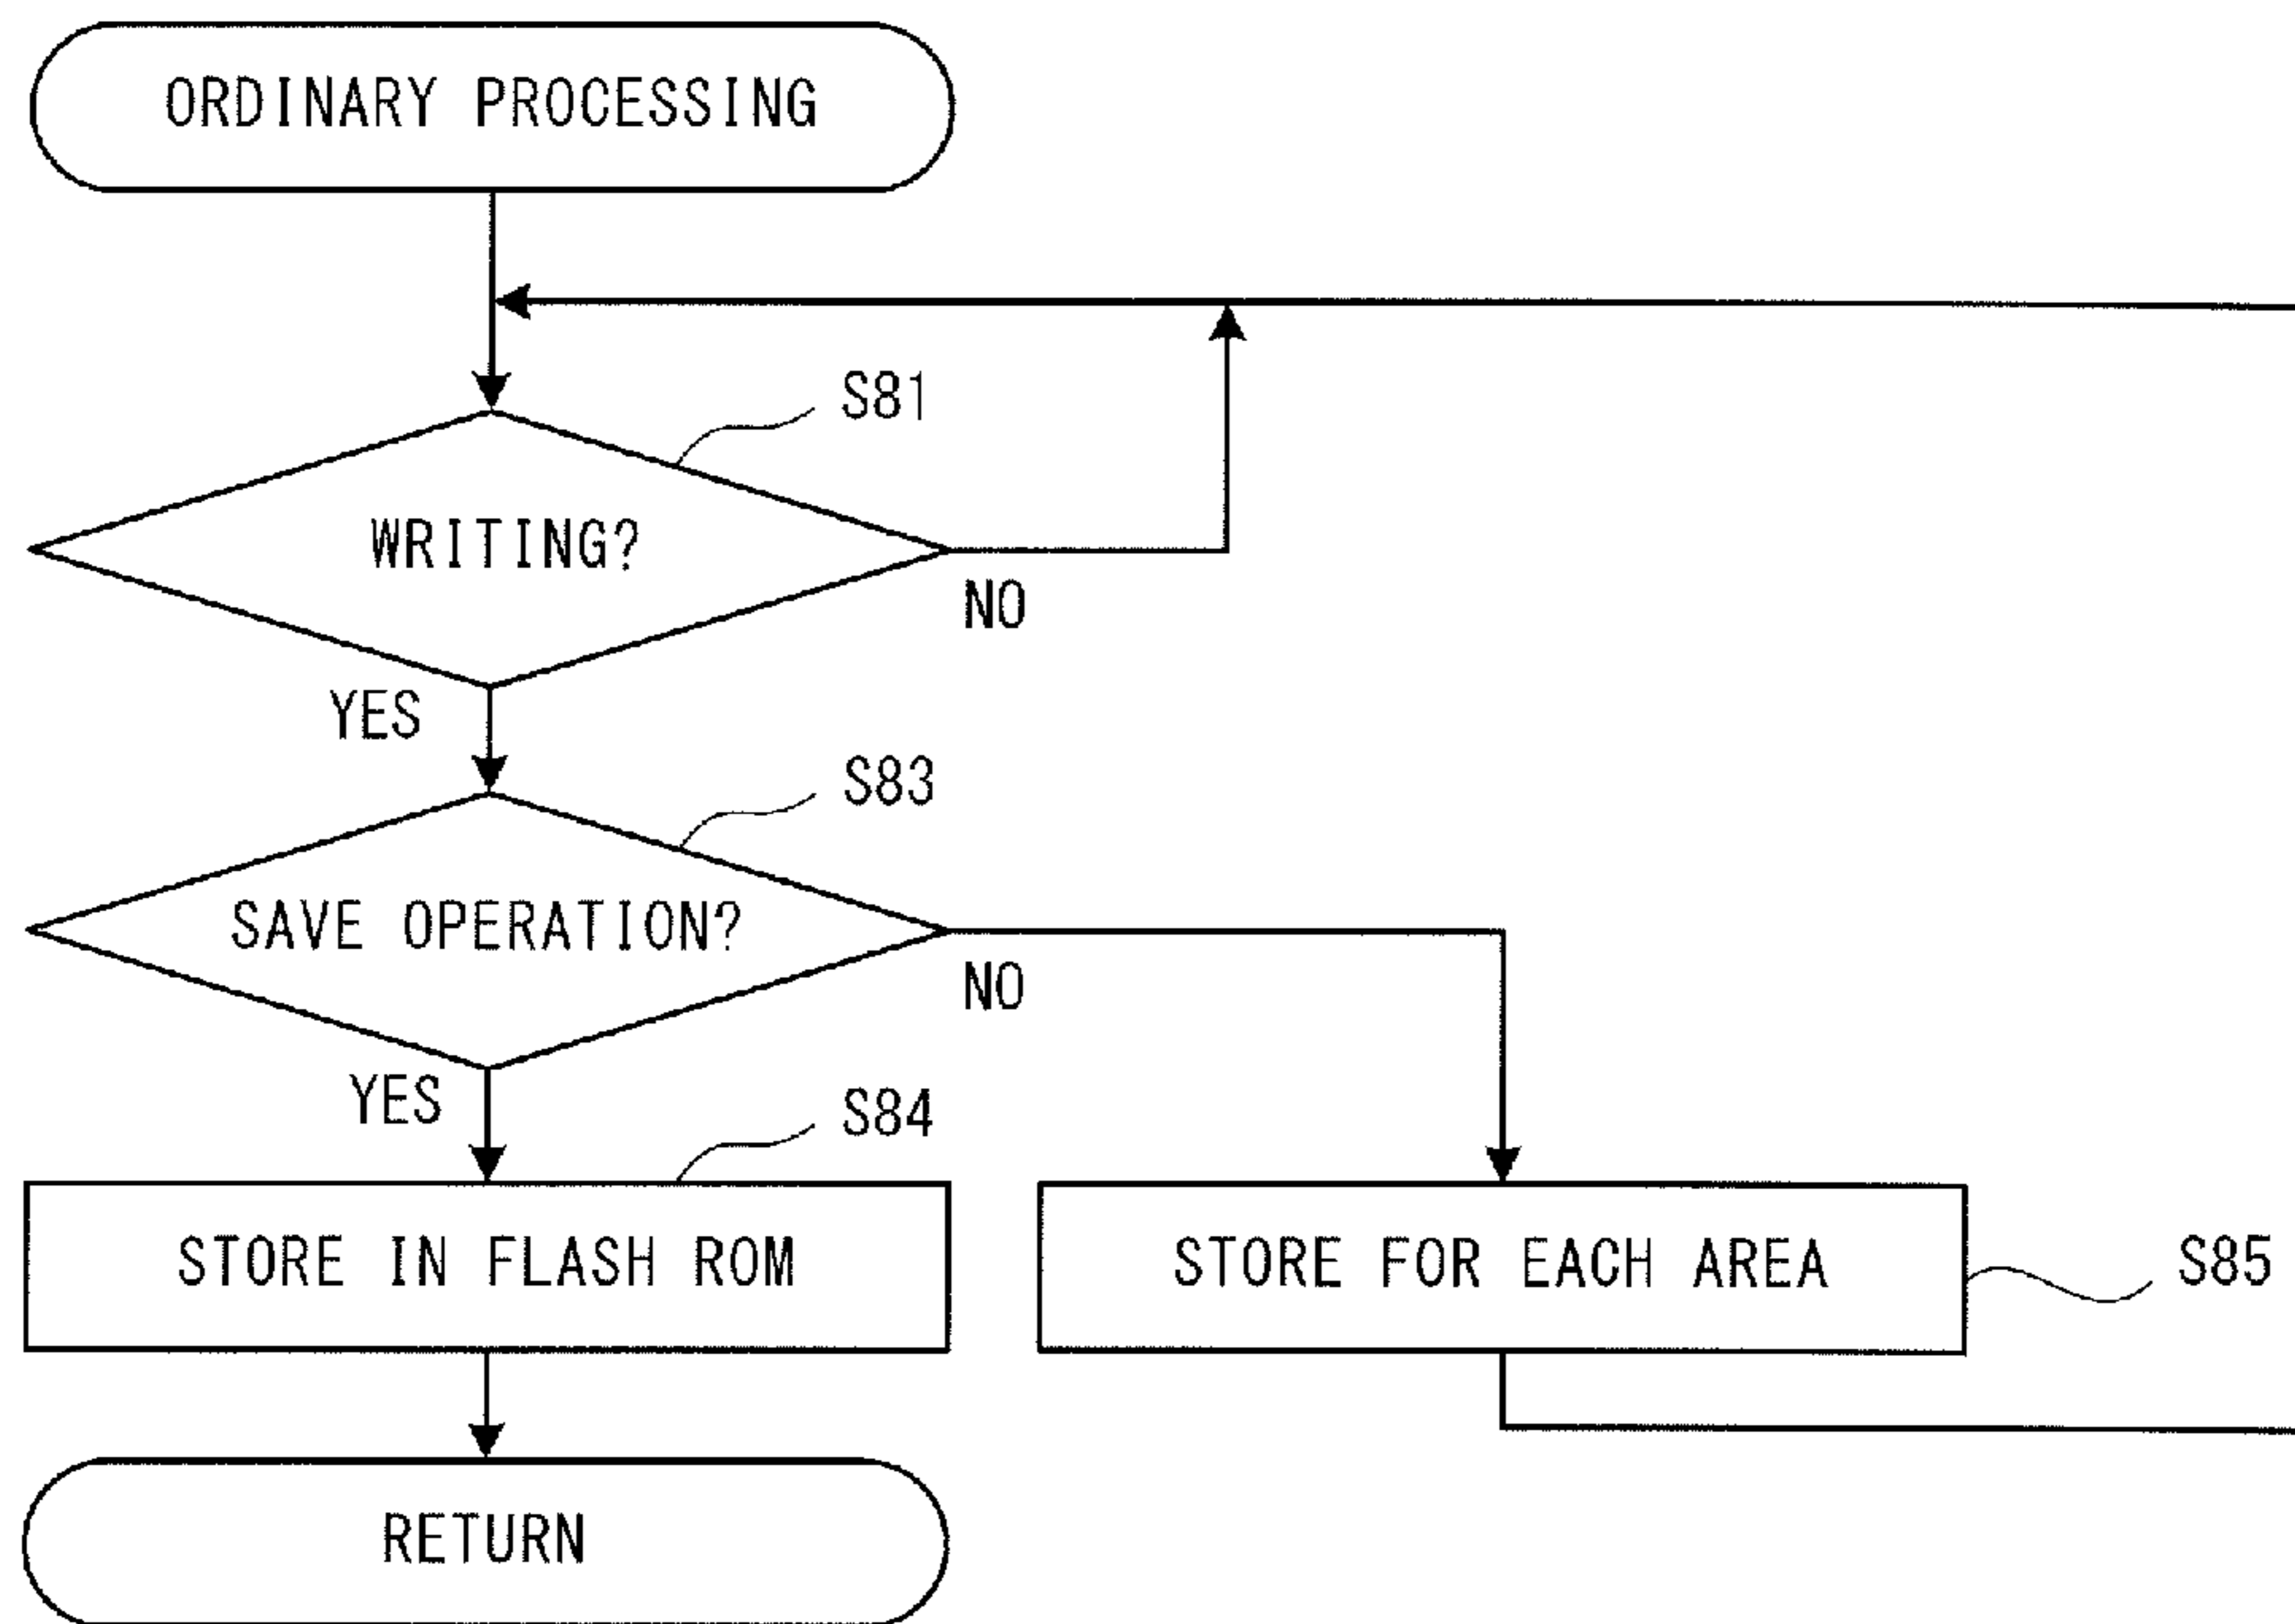 ORDINARY PROCESSING
S81
WRITING?
NO
YES
S83
SAVE OPERATION?
NO
YES
S84
STORE IN FLASH ROM
STORE FOR EACH AREA
S85
RETURN